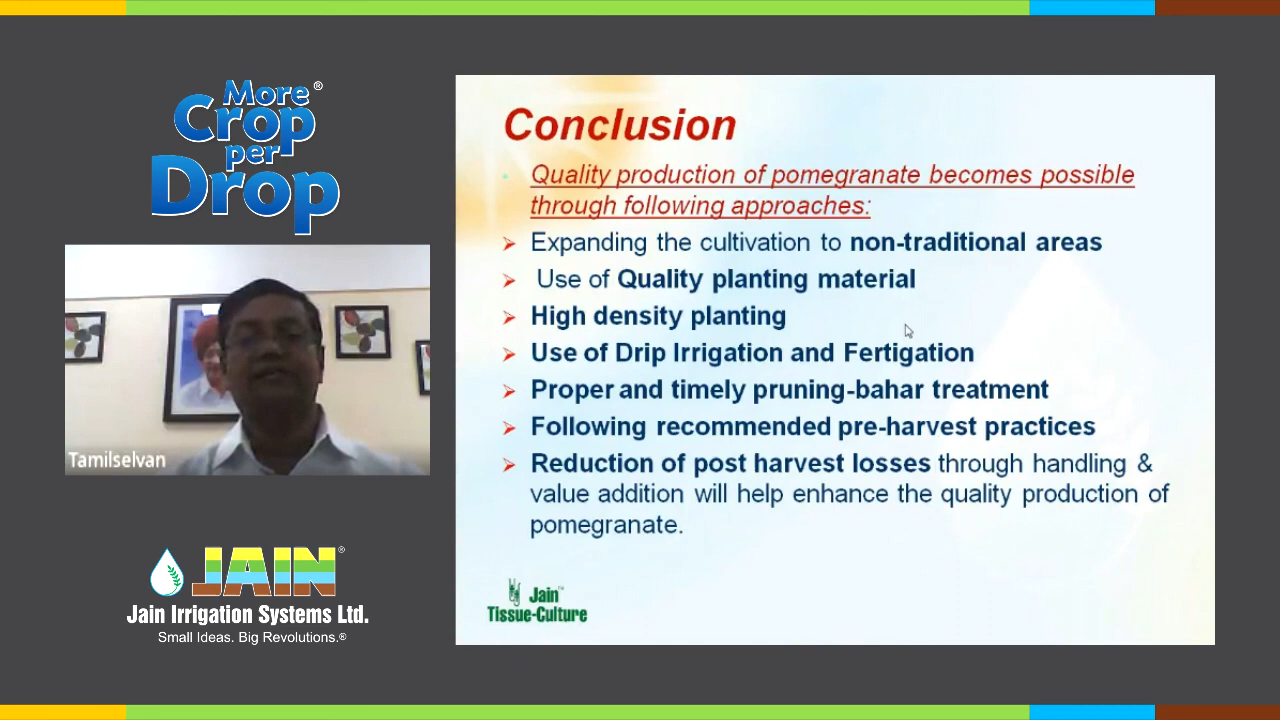 More®
Crop
per
Drop
Tamilselvan
JAIN®
Jain Irrigation Systems Ltd.
Small Ideas. Big Revolutions.®
Conclusion
Quality production of pomegranate becomes possible
through following approaches:
Expanding the cultivation to non-traditional areas
Use of Quality planting material
High density planting
Use of Drip Irrigation and Fertigation
Proper and timely pruning-bahar treatment
Following recommended pre-harvest practices
Reduction of post harvest losses through handling &
value addition will help enhance the quality production of
pomegranate.
Jain™
Tissue-Culture